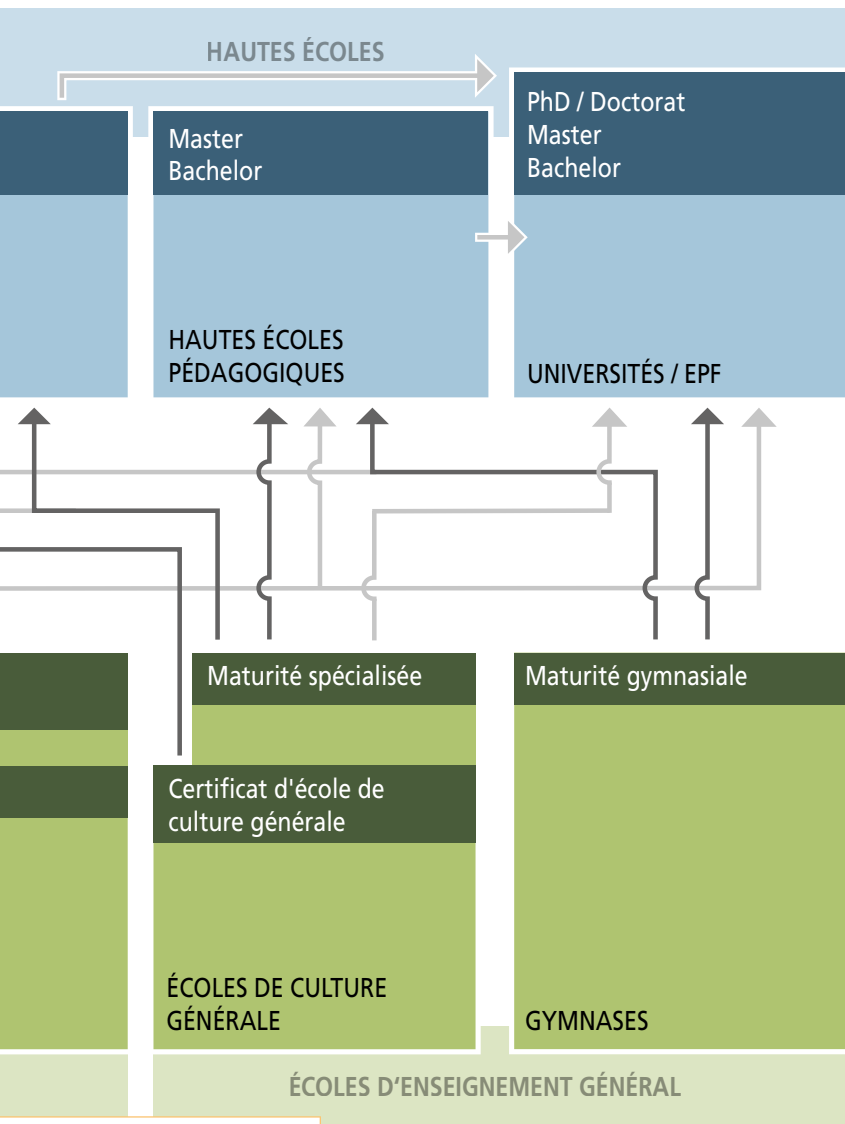 HAUTES ÉCOLES
Master
Bachelor
HAUTES ÉCOLES
PÉDAGOGIQUES
PhD / Doctorat
Master
Bachelor
UNIVERSITÉS / EPF
Maturité spécialisée
Certificat d'école de
culture générale
ÉCOLES DE CULTURE
GÉNÉRALE
Maturité gymnasiale
GYMNASES
ÉCOLES D'ENSEIGNEMENT GÉNÉRAL